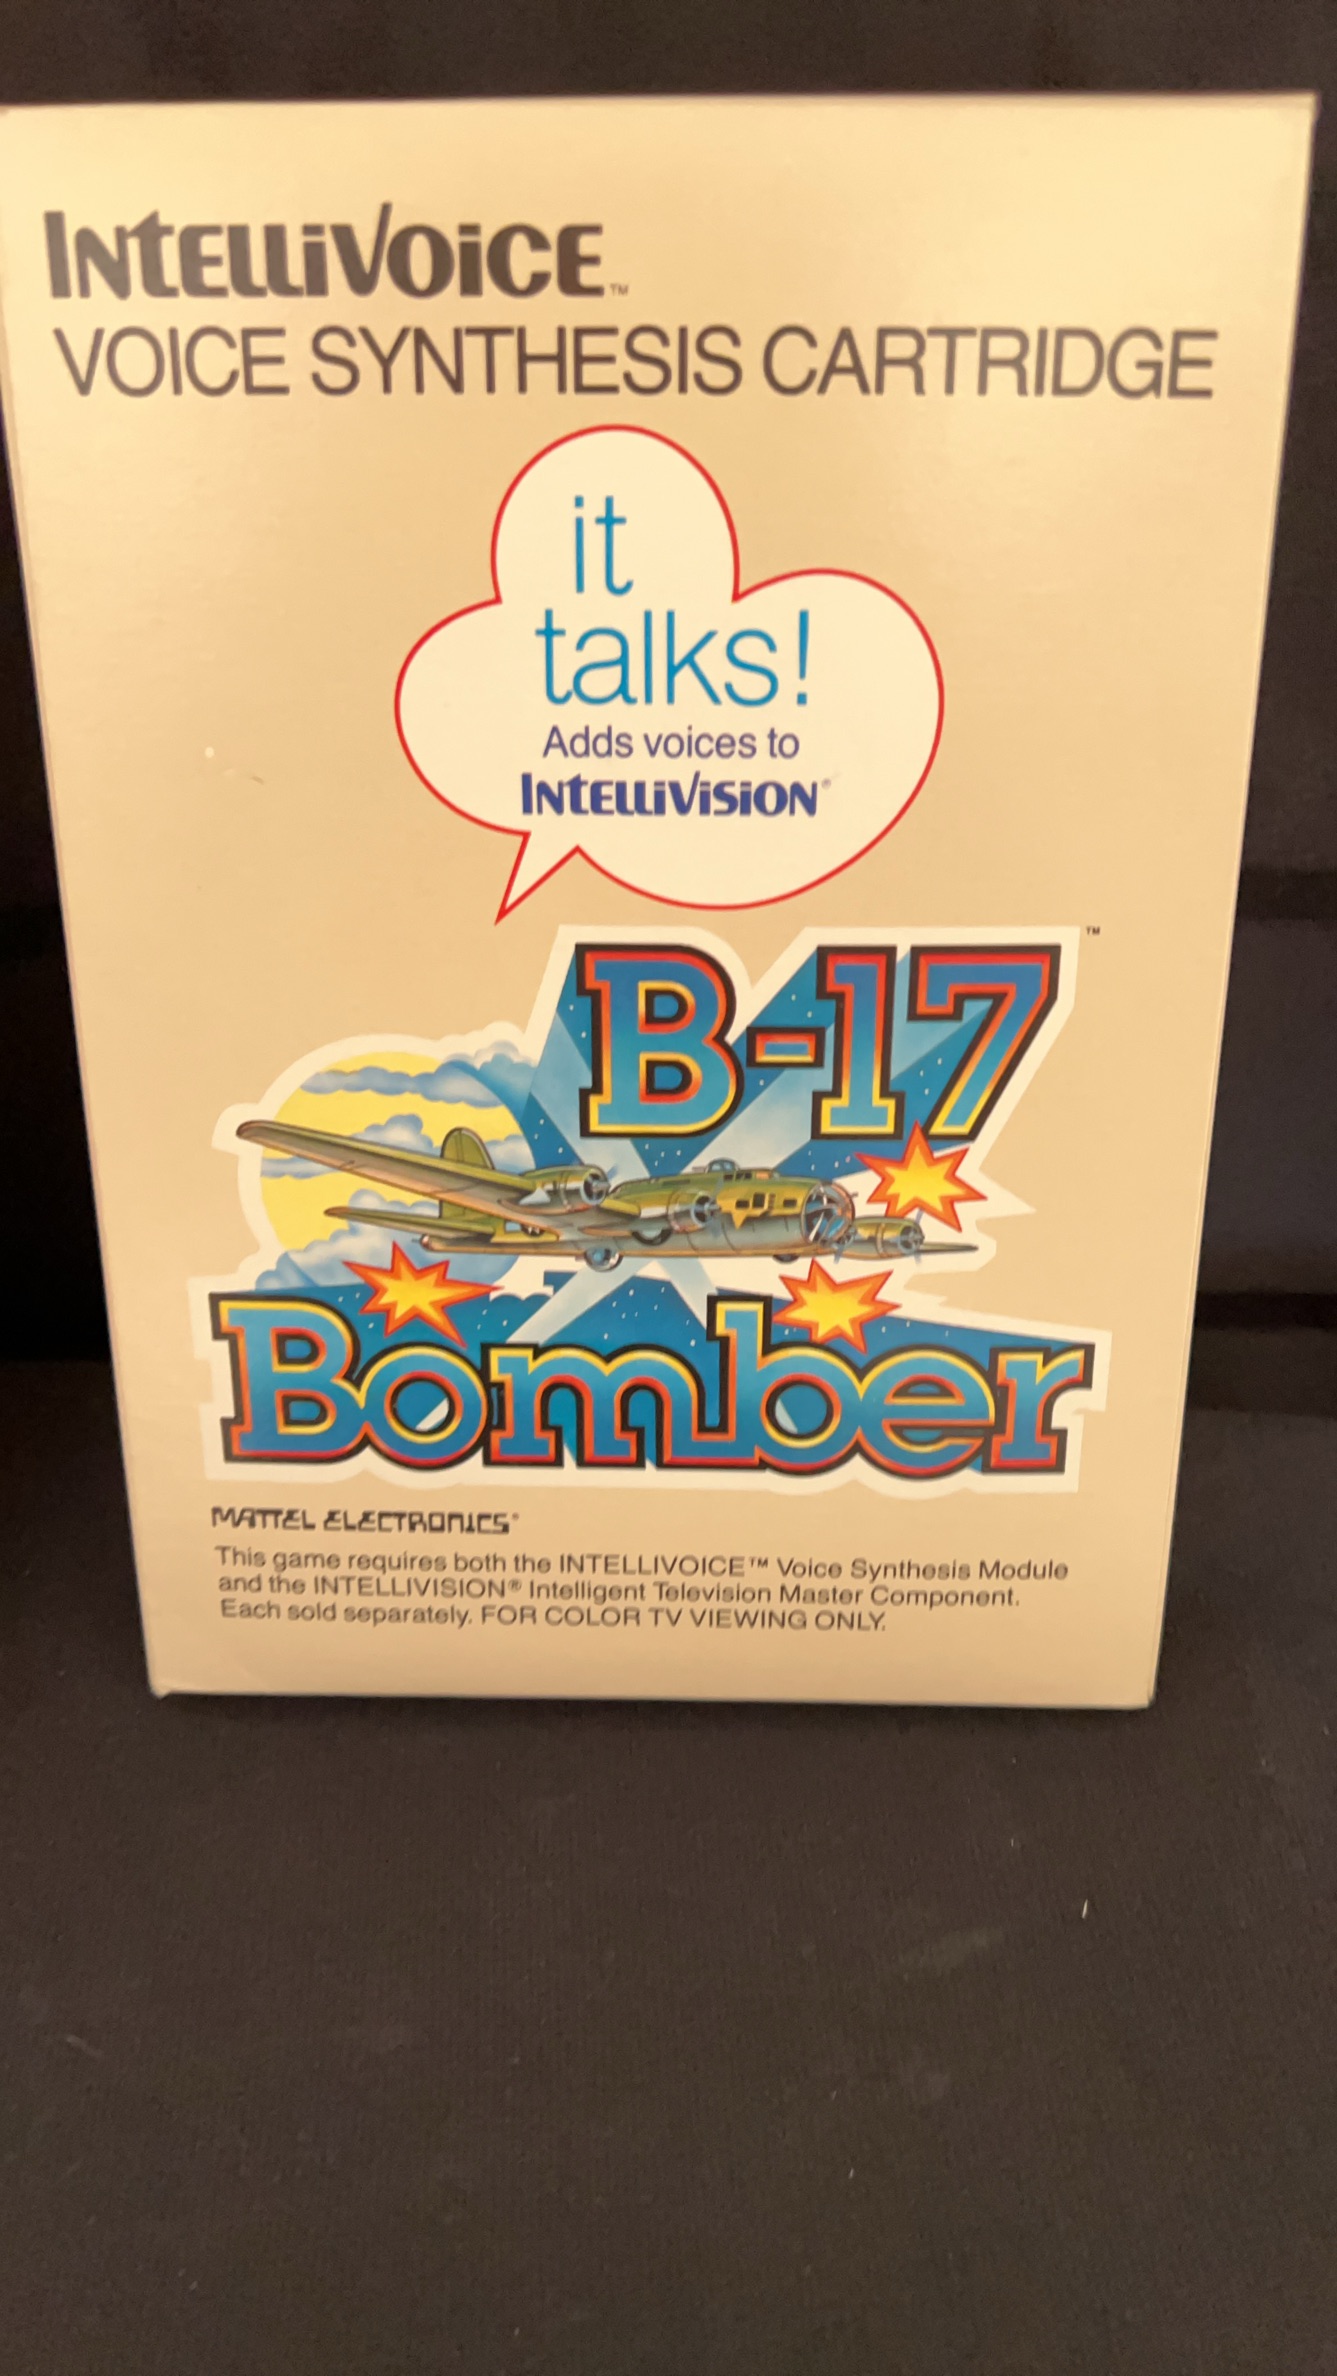 INTELLIVOICE™
VOICE SYNTHESIS CARTRIDGE
it
talks!
Adds voices to
INTELLIVISION®
B-17™
Bomber
MATTEL ELECTRONICS®
This game requires both the INTELLIVOICE™ Voice Synthesis Module
and the INTELLIVISION® Intelligent Television Master Component.
Each sold separately. FOR COLOR TV VIEWING ONLY.